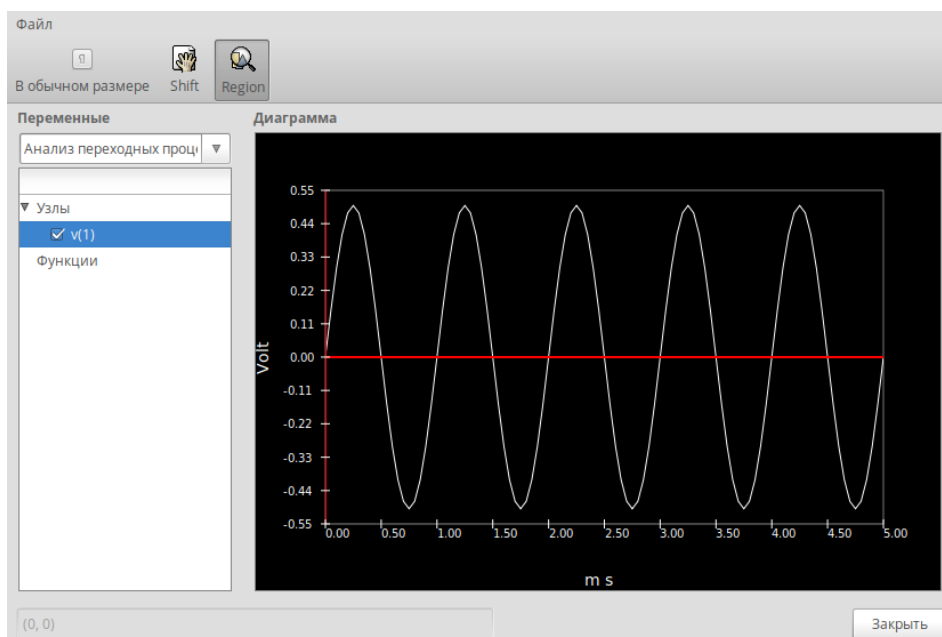 Файл
В обычном размере
Shift
Region
Переменные
Диаграмма
Анализ переходных
Узлы
v(1)
Функции
0.55
0.44
0.33
0.22
0.11
0.00
-0.11
-0.22
-0.33
-0.44
-0.55
Volt
0.00 0.50 1.00 1.50 2.00 2.50 3.00 3.50 4.00 4.50 5.00
m s
(0, 0)
Закрыть